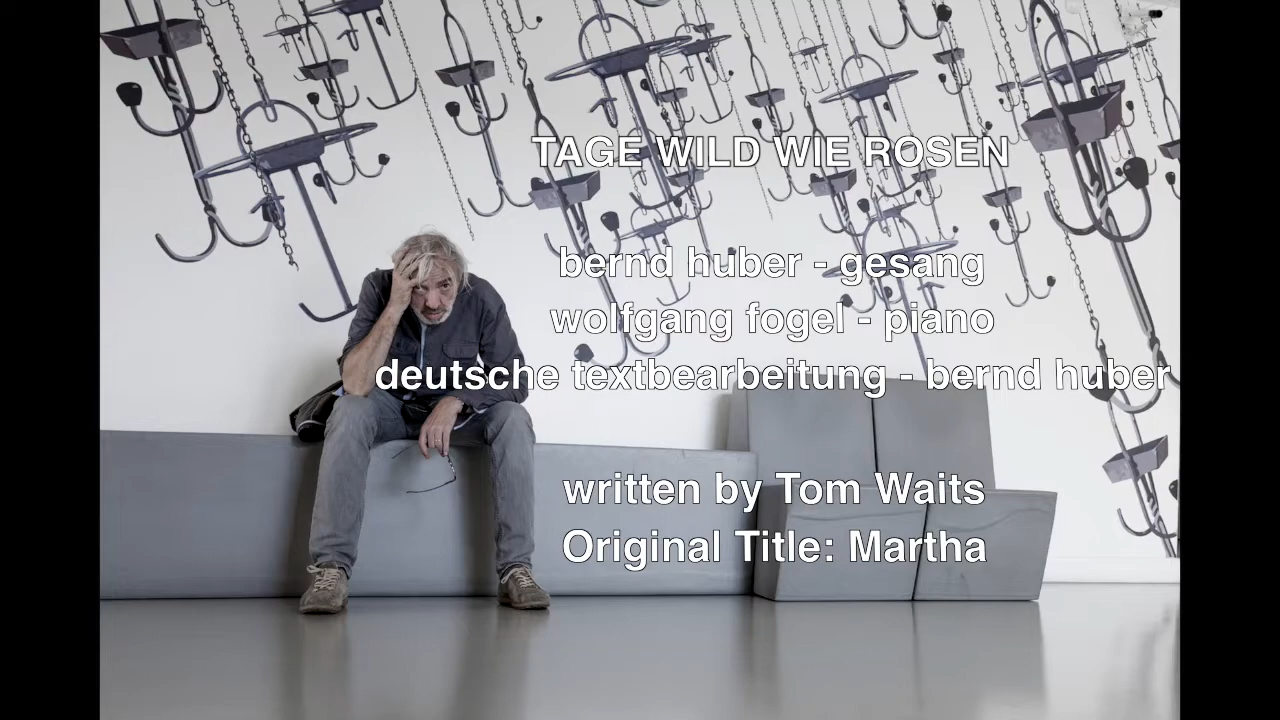 TAGE WILD WIE ROSEN
bernd huber - gesang
wolfgang fogel - piano
deutsche textbearbeitung - bernd huber
written by Tom Waits
Original Title: Martha